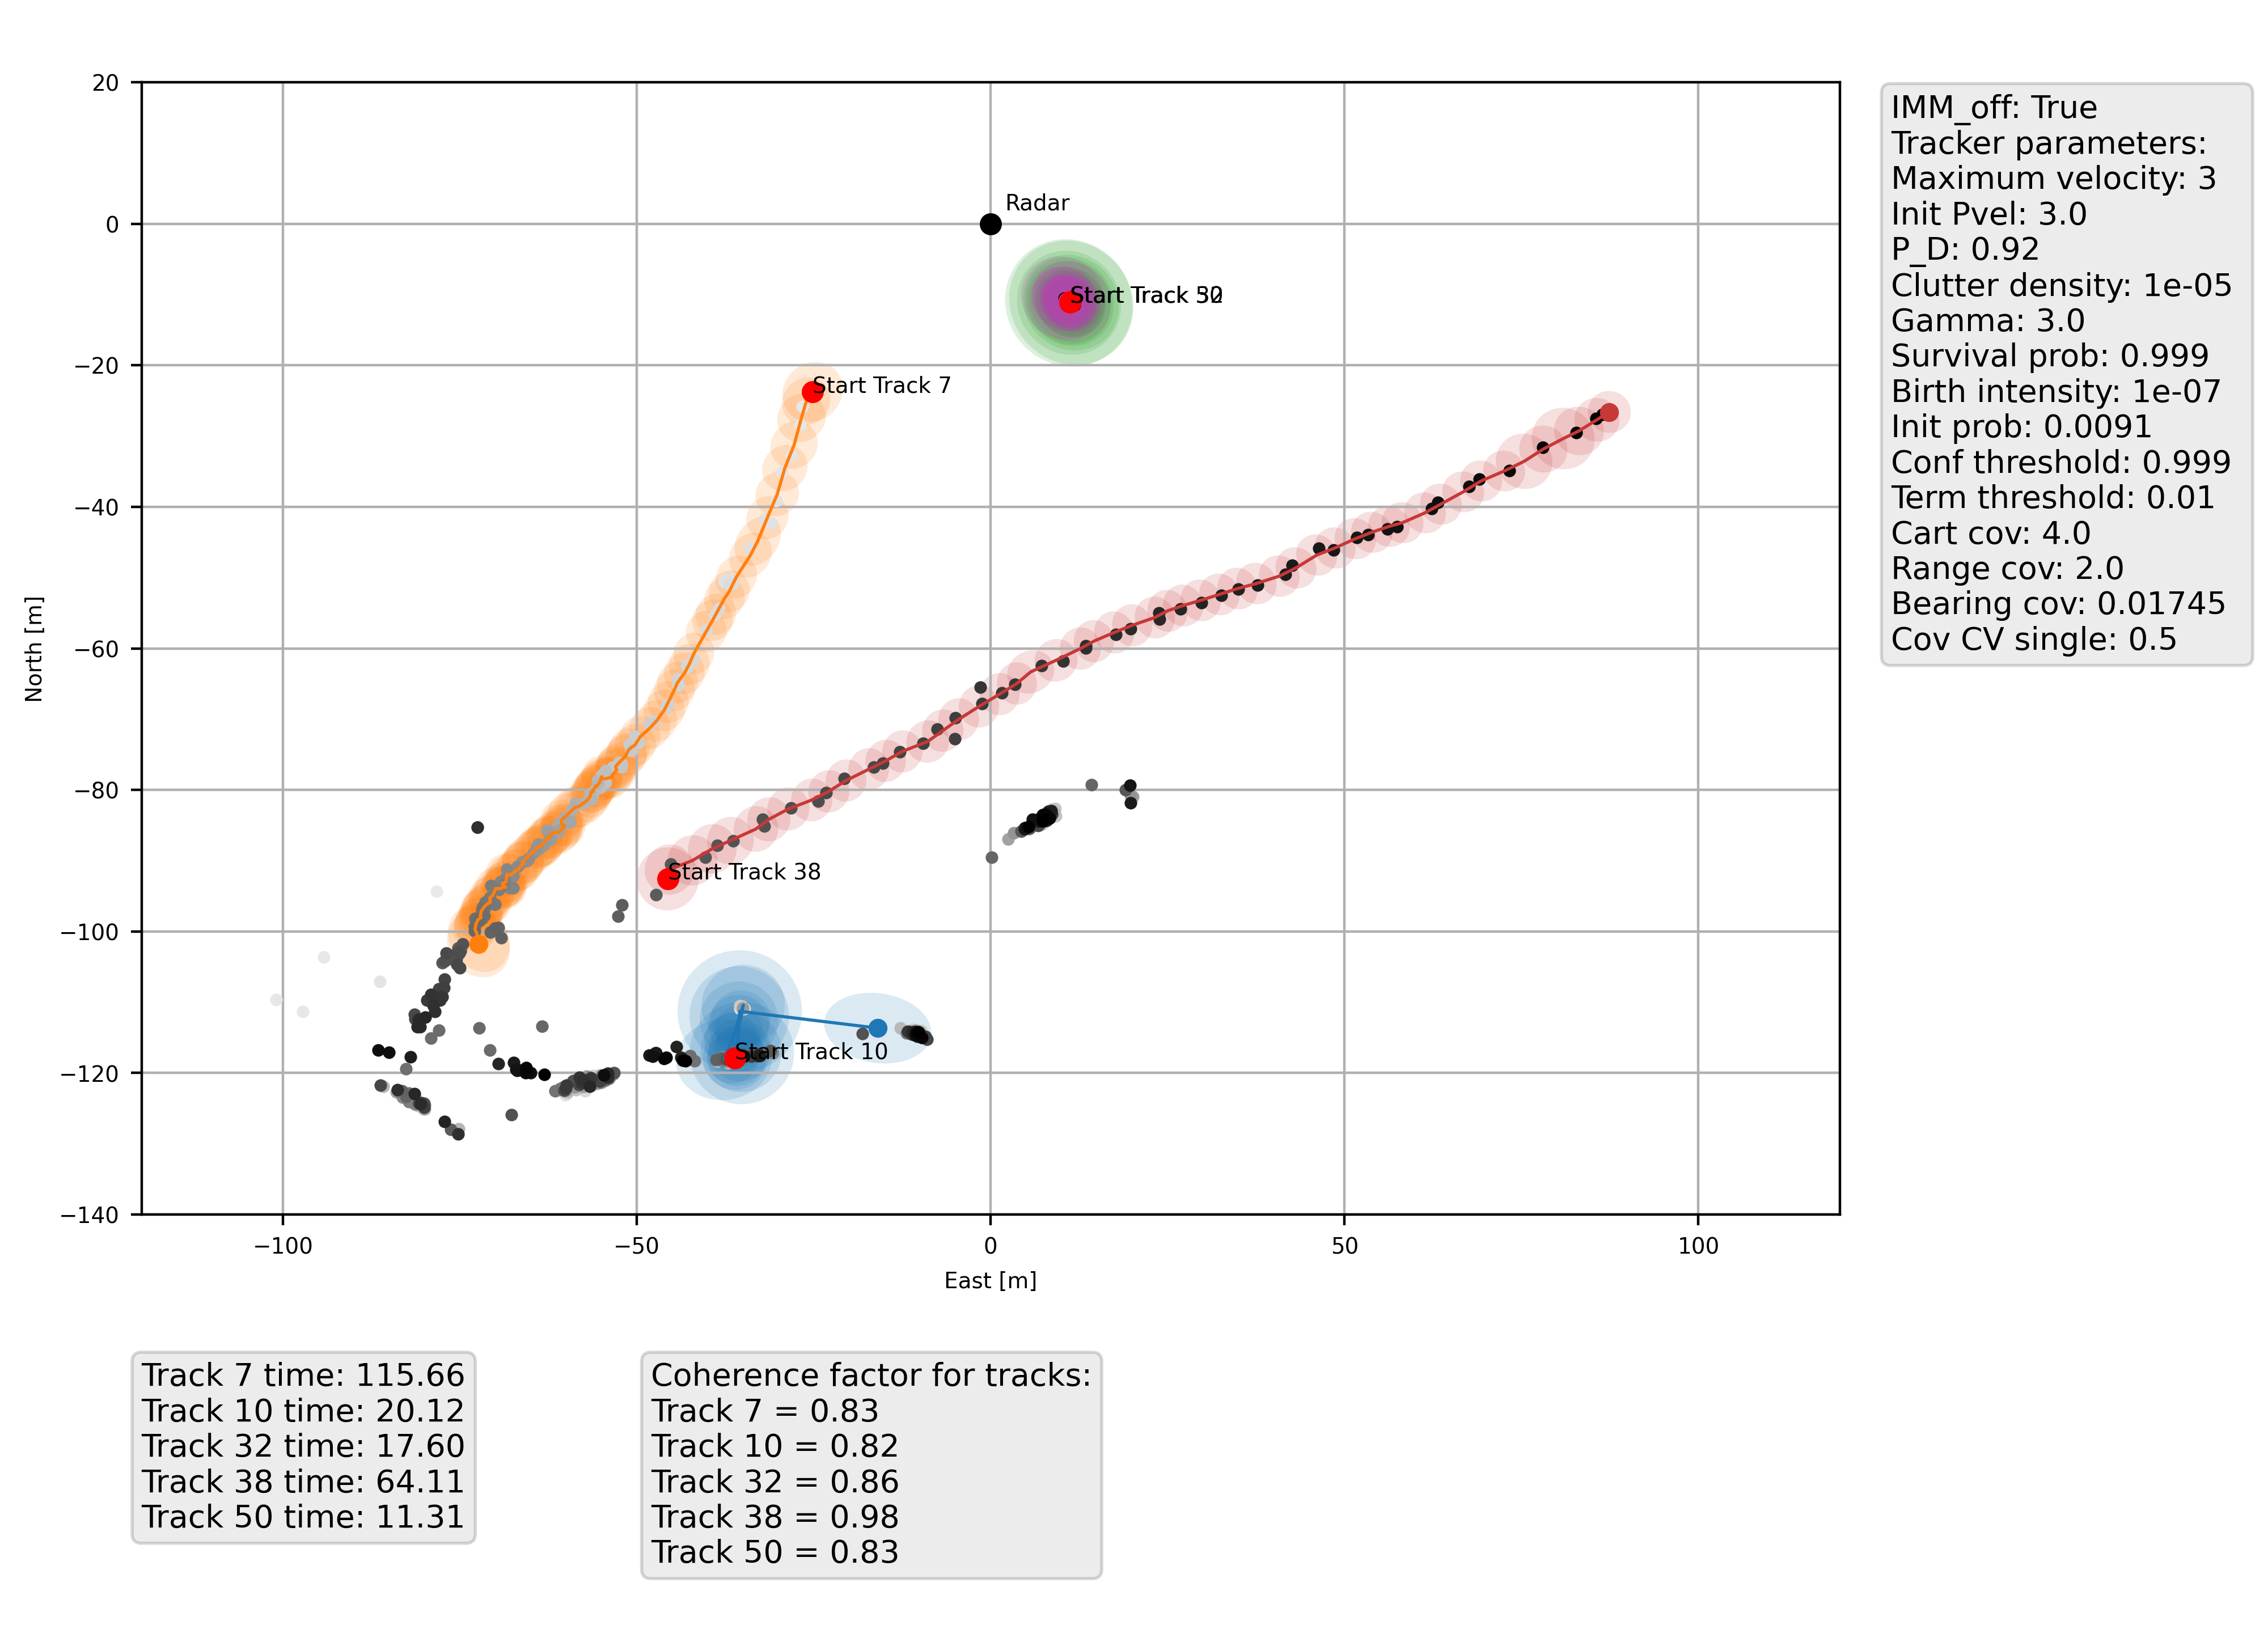 20
0
−20
−40
−60
−80
−100
−120
−140
North [m]
−100
−50
0
50
100
East [m]
Radar
Start Track 7
Start Track 38
Start Track 10
Start Track
IMM_off: True
Tracker parameters:
Maximum velocity: 3
Init Pvel: 3.0
P_D: 0.92
Clutter density: 1e-05
Gamma: 3.0
Survival prob: 0.999
Birth intensity: 1e-07
Init prob: 0.0091
Conf threshold: 0.999
Term threshold: 0.01
Cart cov: 4.0
Range cov: 2.0
Bearing cov: 0.01745
Cov CV single: 0.5
Track 7 time: 115.66
Track 10 time: 20.12
Track 32 time: 17.60
Track 38 time: 64.11
Track 50 time: 11.31
Coherence factor for tracks:
Track 7 = 0.83
Track 10 = 0.82
Track 32 = 0.86
Track 38 = 0.98
Track 50 = 0.83